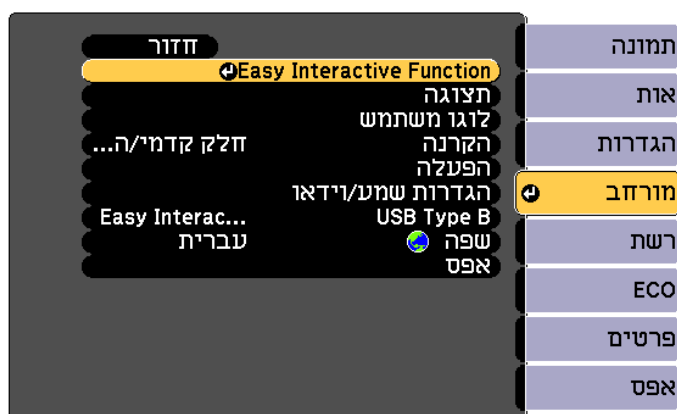 חזור
Easy Interactive Function
תצוגה
לוגו משתמש
הקרנה חלק קדמי/ה...
הפעלה
הגדרות שמע/וידאו
USB Type B Easy Interac...
שפה עברית
אפס
תמונה
אות
הגדרות
מורחב
רשת
ECO
פרטים
אפס